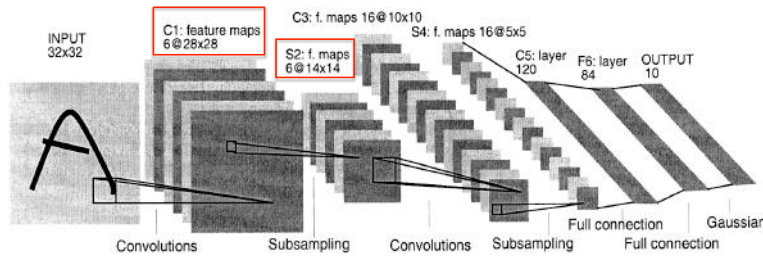 INPUT
32x32
C1: feature maps
6@28x28
S2: f. maps
6@14x14
C3: f. maps 16@10x10
S4: f. maps 16@5x5
C5: layer
120
F6: layer
84
OUTPUT
10
Convolutions
Subsampling
Convolutions
Subsampling
Full connection
Full connection
Gaussian